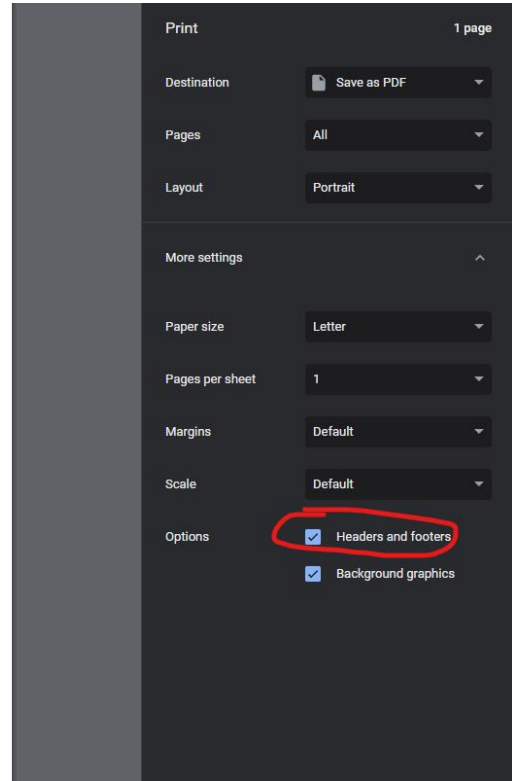 Print 1 page
Destination Save as PDF
Pages All
Layout Portrait
More settings
Paper size Letter
Pages per sheet 1
Margins Default
Scale Default
Options Headers and footers
Background graphics